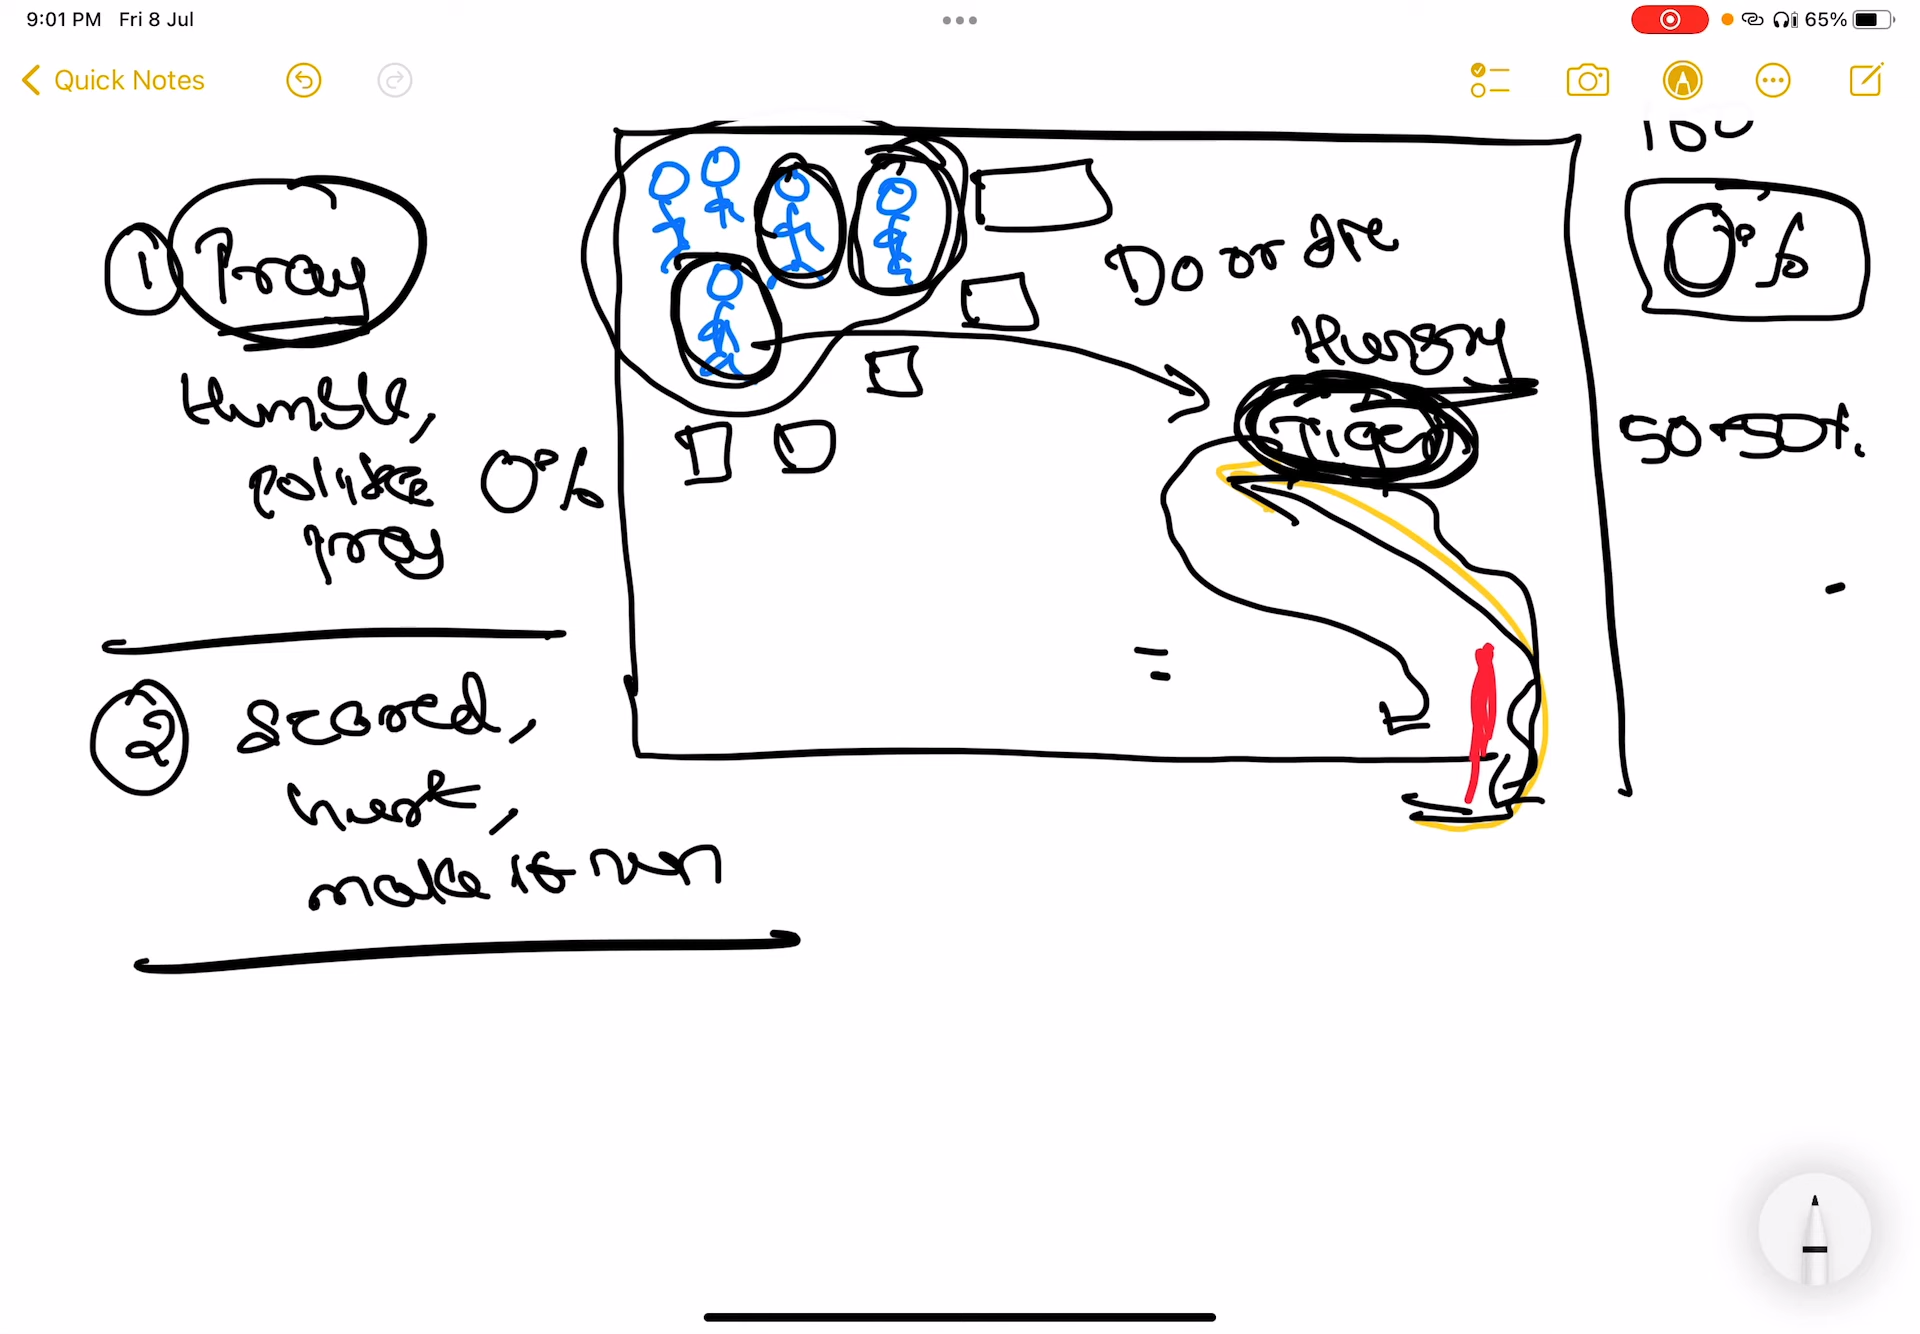 9:01 PM Fri 8 Jul
65%
Quick Notes
100
1 Pray
Do or die
0%
Hungry
Humble,
Tiger
50-50%.
polite 0%
pray
2 scared,
hurt,
make it run